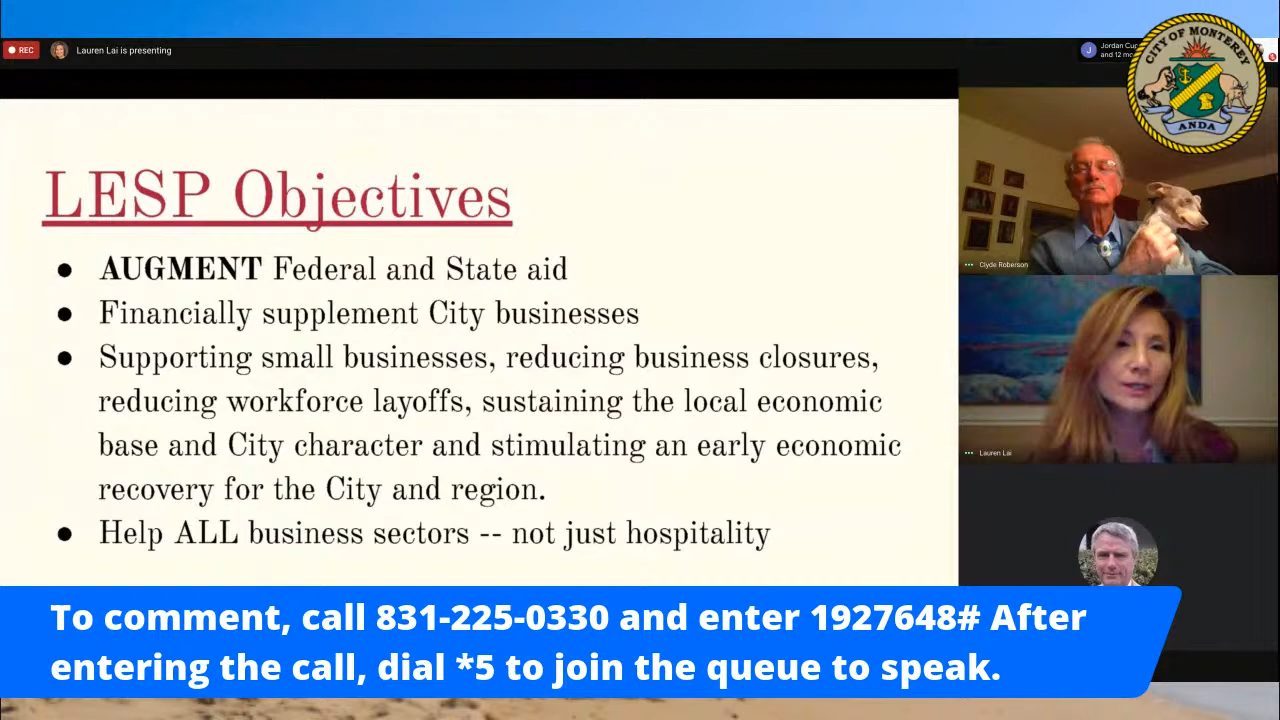 REC
Lauren Lai is presenting
Jordan
and 12
CITY OF MONTEREY
ANDA
LESP Objectives
● AUGMENT Federal and State aid
● Financially supplement City businesses
● Supporting small businesses, reducing business closures,
reducing workforce layoffs, sustaining the local economic
base and City character and stimulating an early economic
recovery for the City and region.
● Help ALL business sectors -- not just hospitality
Clyde Roberson
Lauren Lai
To comment, call 831-225-0330 and enter 1927648# After
entering the call, dial *5 to join the queue to speak.